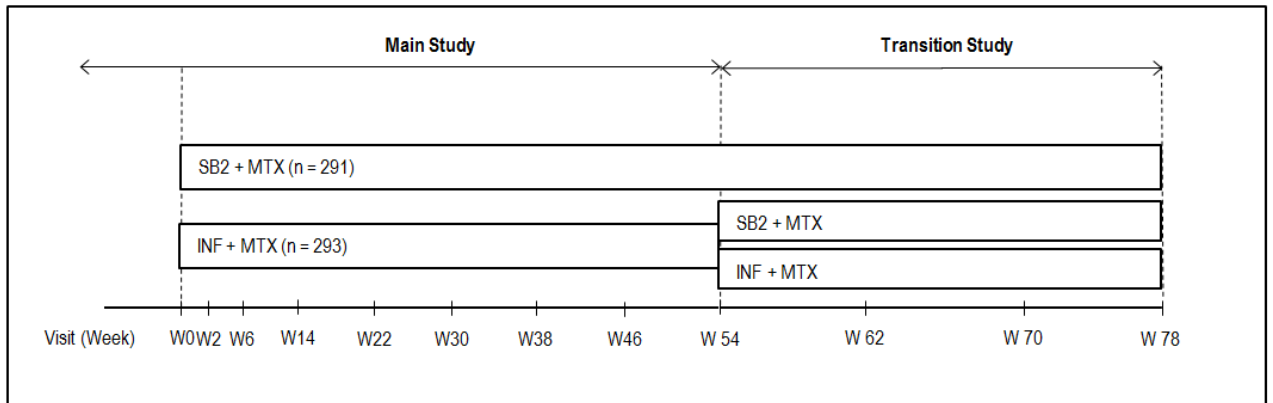 Main Study
Transition Study
SB2 + MTX (n = 291)
SB2 + MTX
INF + MTX (n = 293)
INF + MTX
Visit (Week) W0 W2 W6 W14 W22 W30 W38 W46 W 54 W 62 W 70 W 78